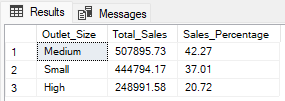 Results Messages
Outlet_Size Total_Sales Sales_Percentage
1 Medium 507895.73 42.27
2 Small 444794.17 37.01
3 High 248991.58 20.72